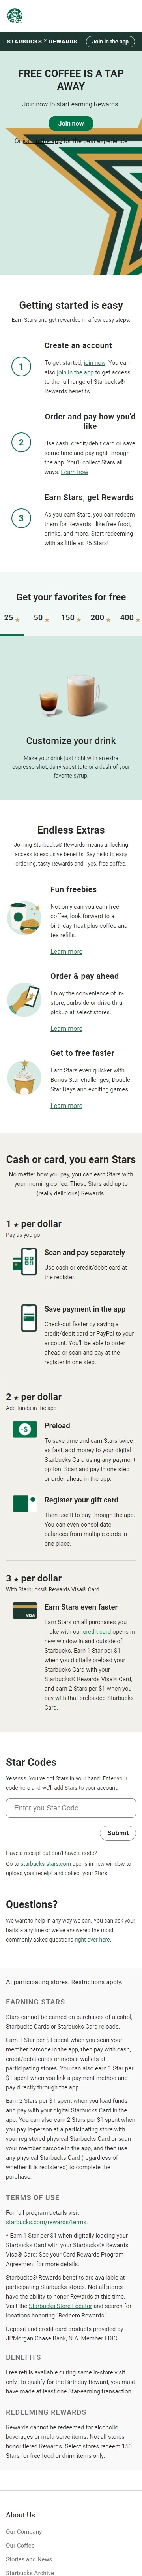 STARBUCKS ® REWARDS
Join in the app
FREE COFFEE IS A TAP
AWAY
Join now to start earning Rewards.
Join now
Or join in the app for the best experience
Getting started is easy
Earn Stars and get rewarded in a few easy steps.
Create an account
1
To get started, join now. You can
also join in the app to get access
to the full range of Starbucks®
Rewards benefits.
Order and pay how you'd
like
2
Use cash, credit/debit card or save
some time and pay right through
the app. You'll collect Stars all
ways. Learn how
Earn Stars, get Rewards
3
As you earn Stars, you can redeem
them for Rewards—like free food,
drinks, and more. Start redeeming
with as little as 25 Stars!
Get your favorites for free
25 ★ 50 ★ 150 ★ 200 ★ 400 ★
Customize your drink
Make your drink just right with an extra
espresso shot, dairy substitute or a dash of your
favorite syrup.
Endless Extras
Joining Starbucks® Rewards means unlocking
access to exclusive benefits. Say hello to easy
ordering, tasty Rewards and—yes, free coffee.
Fun freebies
Not only can you earn free
coffee, look forward to a
birthday treat plus coffee and
tea refills.
Learn more
Order & pay ahead
Enjoy the convenience of in-
store, curbside or drive-thru
pickup at select stores.
Learn more
Get to free faster
Earn Stars even quicker with
Bonus Star challenges, Double
Star Days and exciting games.
Learn more
Cash or card, you earn Stars
No matter how you pay, you can earn Stars with
your morning coffee. Those Stars add up to
(really delicious) Rewards.
1 ★ per dollar
Pay as you go
Scan and pay separately
Use cash or credit/debit card at
the register.
Save payment in the app
Check-out faster by saving a
credit/debit card or PayPal to your
account. You'll be able to order
ahead or scan and pay at the
register in one step.
2 ★ per dollar
Add funds in the app
Preload
To save time and earn Stars twice
as fast, add money to your digital
Starbucks Card using any payment
option. Scan and pay in one step
or order ahead in the app.
Register your gift card
Then use it to pay through the app.
You can even consolidate
balances from multiple cards in
one place.
3 ★ per dollar
With Starbucks® Rewards Visa® Card
VISA
Earn Stars even faster
Earn Stars on all purchases you
make with our credit card opens in
new window in and outside of
Starbucks. Earn 1 Star per $1
when you digitally preload your
Starbucks Card with your
Starbucks® Rewards Visa® Card,
and earn 2 Stars per $1 when you
pay with that preloaded Starbucks
Card.
Star Codes
Yesssss. You've got Stars in your hand. Enter your
code here and we'll add Stars to your account.
Enter you Star Code
Submit
Have a receipt but don't have a code?
Go to starbucks-stars.com opens in new window to
upload your receipt and collect your Stars.
Questions?
We want to help in any way we can. You can ask your
barista anytime or we've answered the most
commonly asked questions right over here.
At participating stores. Restrictions apply.
EARNING STARS
Stars cannot be earned on purchases of alcohol,
Starbucks Cards or Starbucks Card reloads.
Earn 1 Star per $1 spent when you scan your
member barcode in the app, then pay with cash,
credit/debit cards or mobile wallets at
participating stores. You can also earn 1 Star per
$1 spent when you link a payment method and
pay directly through the app.
Earn 2 Stars per $1 spent when you load funds
and pay with your digital Starbucks Card in the
app. You can also earn 2 Stars per $1 spent when
you pay in-person at a participating store with
your registered physical Starbucks Card or scan
your member barcode in the app, and then use
any physical Starbucks Card (regardless of
whether it is registered) to complete the
purchase.
TERMS OF USE
For full program details visit
starbucks.com/rewards/terms.
* Earn 1 Star per $1 when digitally loading your
Starbucks Card with your Starbucks® Rewards
Visa® Card: See your Card Rewards Program
Agreement for more details.
Starbucks® Rewards benefits are available at
participating Starbucks stores. Not all stores
have the ability to honor Rewards at this time.
Visit the Starbucks Store Locator and search for
locations honoring "Redeem Rewards".
Deposit and credit card products provided by
JPMorgan Chase Bank, N.A. Member FDIC
BENEFITS
Free refills available during same in-store visit
only. To qualify for the Birthday Reward, you must
have made at least one Star-earning transaction.
REDEEMING REWARDS
Rewards cannot be redeemed for alcoholic
beverages or multi-serve items. Not all stores
honor tiered Rewards. Select stores redeem 150
Stars for free food or drink items only.
About Us
Our Company
Our Coffee
Stories and News
Starbucks Archive